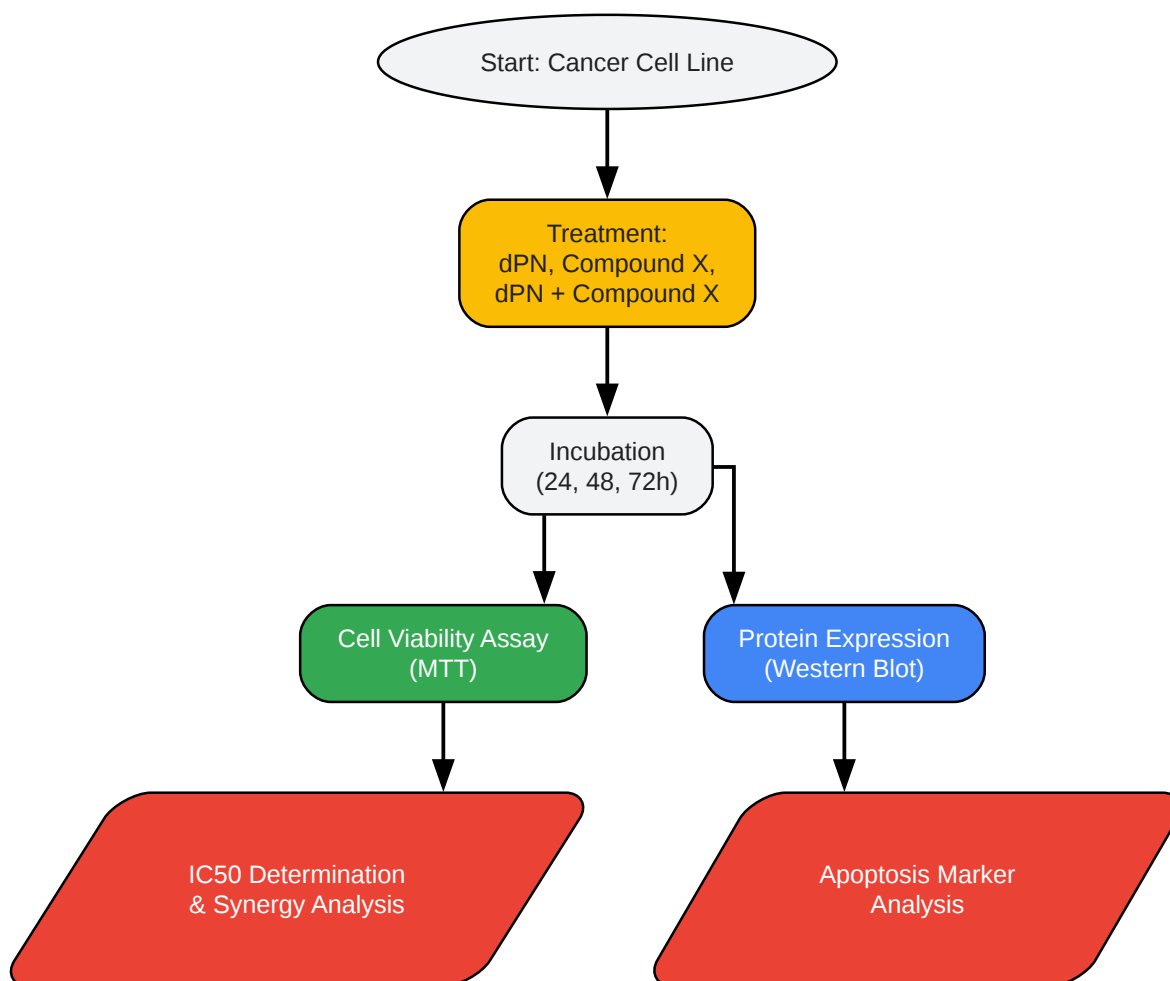 Start: Cancer Cell Line
Treatment:
dPN, Compound X,
dPN + Compound X
Incubation
(24, 48, 72h)
Cell Viability Assay
(MTT)
Protein Expression
(Western Blot)
IC50 Determination
& Synergy Analysis
Apoptosis Marker
Analysis